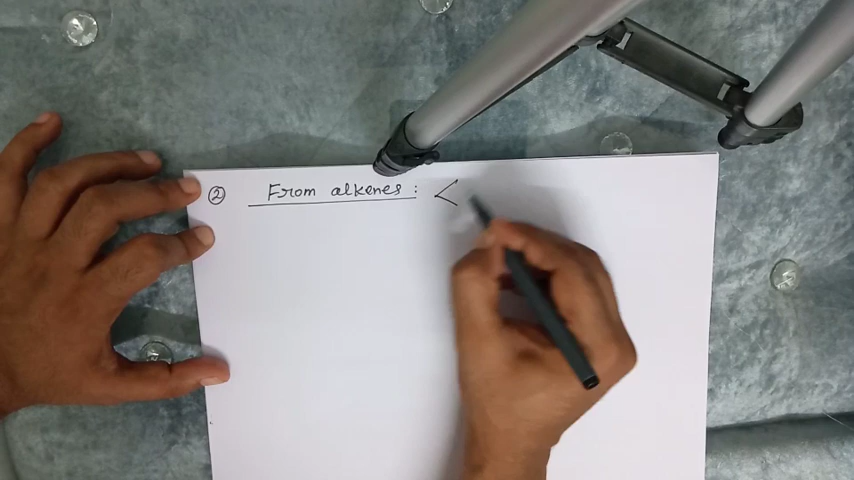 ② From alkenes : <